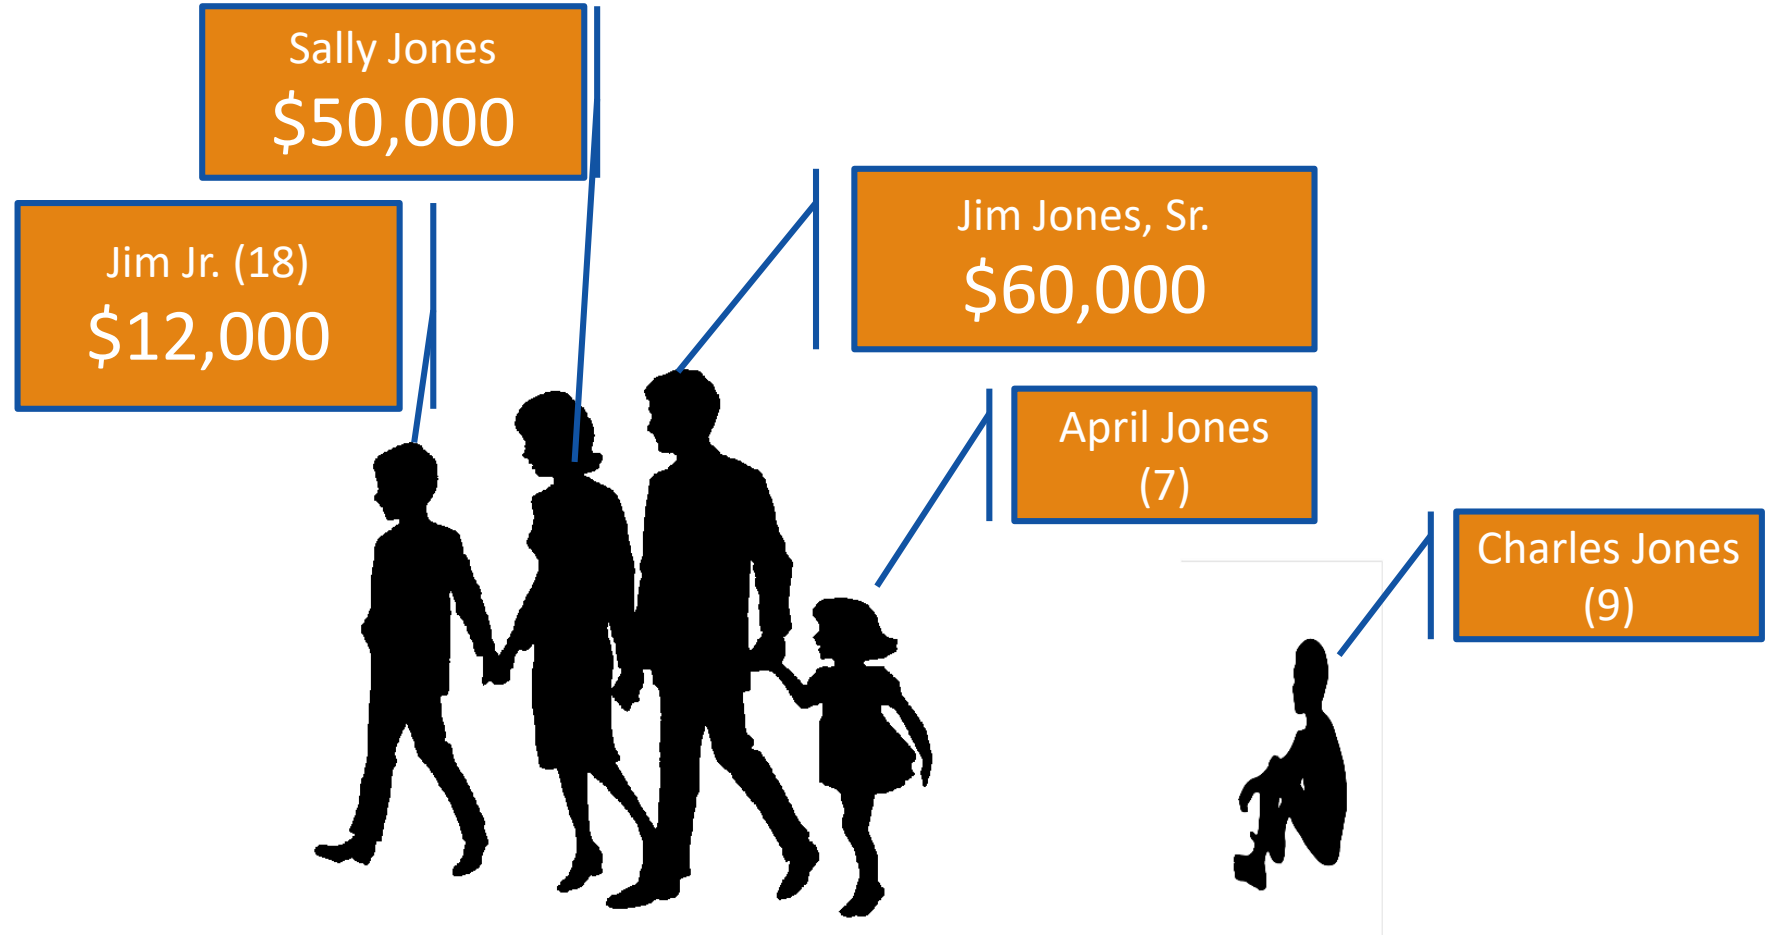 Sally Jones
$50,000
Jim Jr. (18)
$12,000
Jim Jones, Sr.
$60,000
April Jones
(7)
Charles Jones
(9)